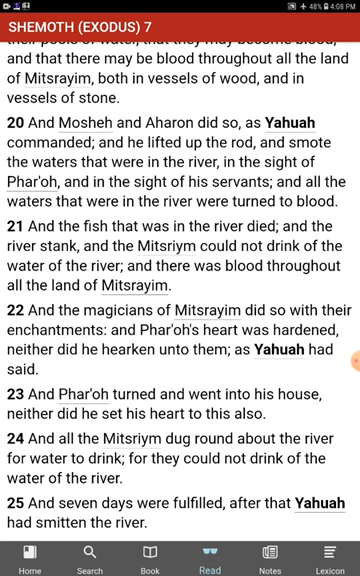 48% 4:08 PM
SHEMOTH (EXODUS) 7
their pools of water, that they may become blood,
and that there may be blood throughout all the land
of Mitsrayim, both in vessels of wood, and in
vessels of stone.
20 And Mosheh and Aharon did so, as Yahuah
commanded; and he lifted up the rod, and smote
the waters that were in the river, in the sight of
Phar'oh, and in the sight of his servants; and all the
waters that were in the river were turned to blood.
21 And the fish that was in the river died; and the
river stank, and the Mitsriym could not drink of the
water of the river; and there was blood throughout
all the land of Mitsrayim.
22 And the magicians of Mitsrayim did so with their
enchantments: and Phar'oh's heart was hardened,
neither did he hearken unto them; as Yahuah had
said.
23 And Phar'oh turned and went into his house,
neither did he set his heart to this also.
24 And all the Mitsriym dug round about the river
for water to drink; for they could not drink of the
water of the river.
25 And seven days were fulfilled, after that Yahuah
had smitten the river.
Home Search Book Read Notes Lexicon